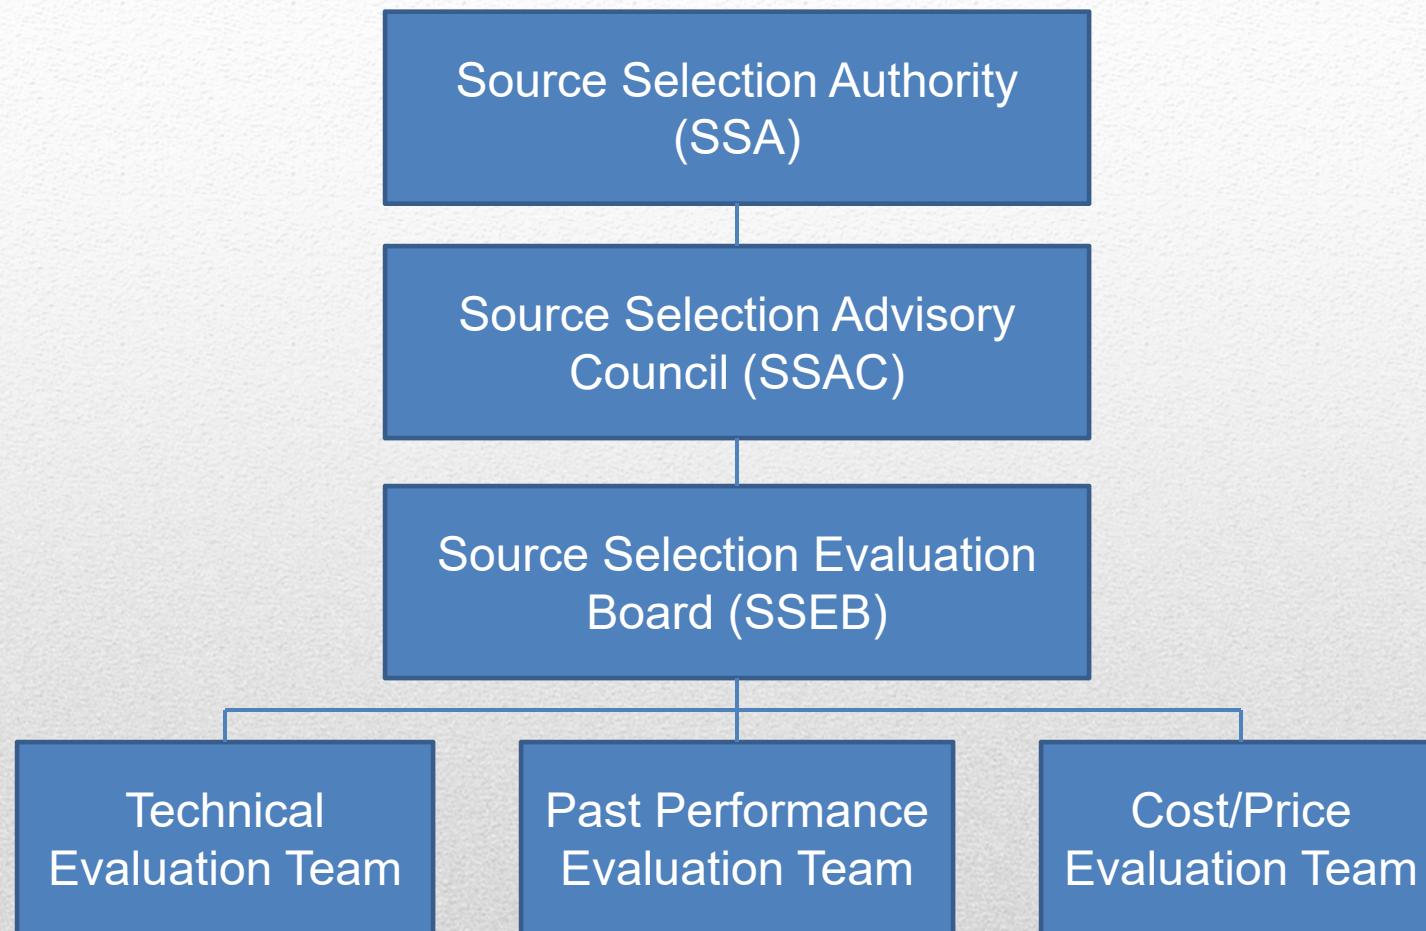 Source Selection Authority
(SSA)
Source Selection Advisory
Council (SSAC)
Source Selection Evaluation
Board (SSEB)
Technical
Evaluation Team
Past Performance
Evaluation Team
Cost/Price
Evaluation Team